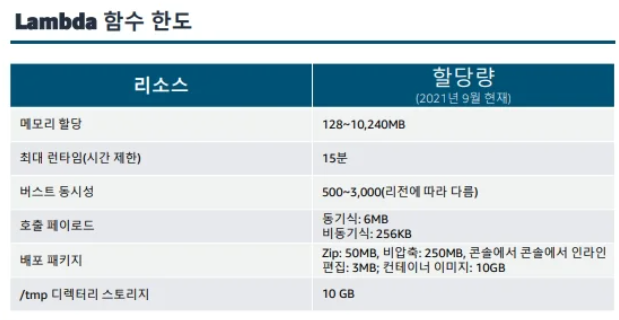 Lambda 함수 한도
리소스
할당량
(2021년 9월 현재)
메모리 할당
128~10,240MB
최대 런타임(시간 제한)
15분
버스트 동시성
500~3,000(리전에 따라 다름)
호출 페이로드
동기식: 6MB
비동기식: 256KB
배포 패키지
Zip: 50MB, 비압축: 250MB, 콘솔에서 콘솔에서 인라인
편집: 3MB; 컨테이너 이미지: 10GB
/tmp 디렉터리 스토리지
10 GB